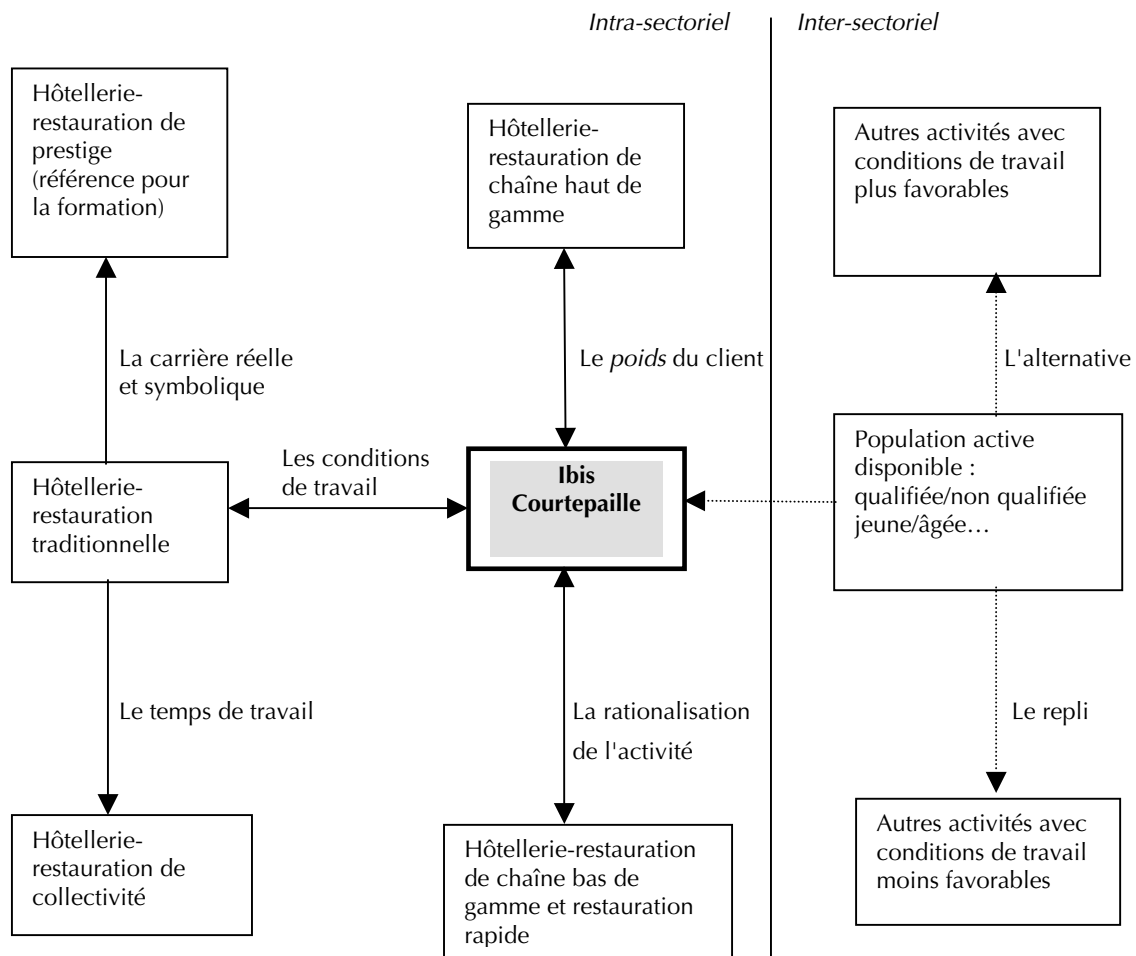 Intra-sectoriel
Inter-sectoriel
Hôtellerie-
restauration de
prestige
(référence pour
la formation)
Hôtellerie-
restauration de
chaîne haut de
gamme
Autres activités avec
conditions de travail
plus favorables
La carrière réelle
et symbolique
Le poids du client
L'alternative
Hôtellerie-
restauration
traditionnelle
Les conditions
de travail
Ibis
Courtepaille
Population active
disponible :
qualifiée/non qualifiée
jeune/âgée…
Le temps de travail
La rationalisation
de l'activité
Le repli
Hôtellerie-
restauration de
collectivité
Hôtellerie-restauration
de chaîne bas de
gamme et restauration
rapide
Autres activités avec
conditions de travail
moins favorables